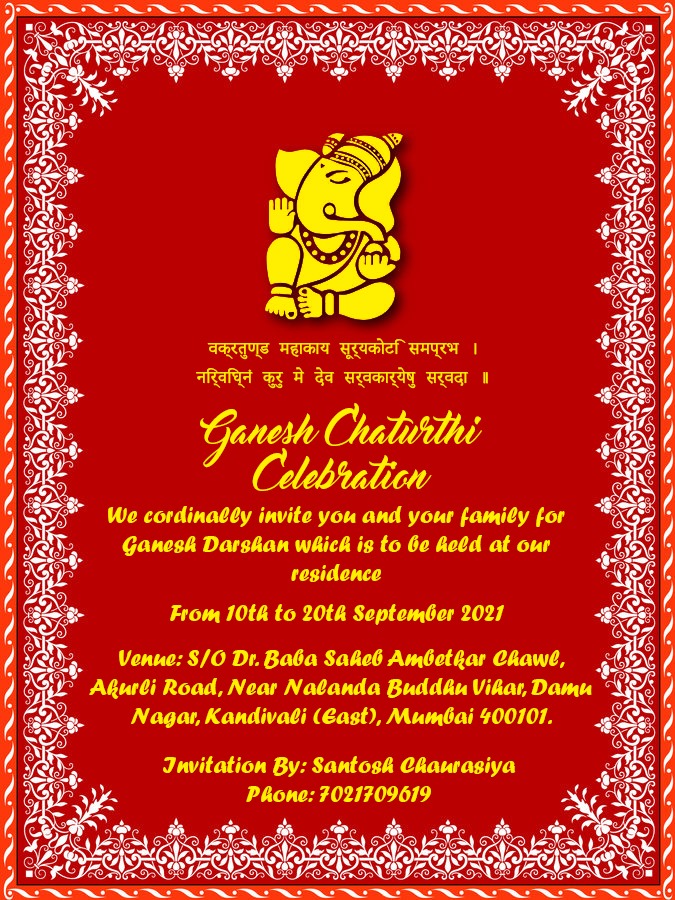 वक्रतुण्ड महाकाय सूर्यकोटि समप्रभ ।
निर्विघ्नं कुरु मे देव सर्वकार्येषु सर्वदा ॥
Ganesh Chaturthi
Celebration
We cordinally invite you and your family for
Ganesh Darshan which is to be held at our
residence
From 10th to 20th September 2021
Venue: S/O Dr. Baba Saheb Ambetkar Chawl,
Akurli Road, Near Nalanda Buddhu Vihar, Damu
Nagar, Kandivali (East), Mumbai 400101.
Invitation By: Santosh Chaurasiya
Phone: 7021709619